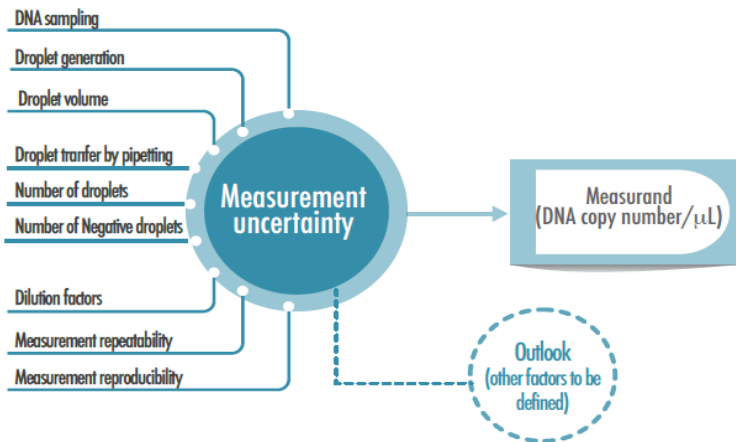 DNA sampling
Droplet generation
Droplet volume
Droplet tranfer by pipetting
Number of droplets
Number of Negative droplets
Dilution factors
Measurement repeatability
Measurement reproducibility
Measurement
uncertainty
Measurand
(DNA copy number/μL)
Outlook
(other factors to be
defined)